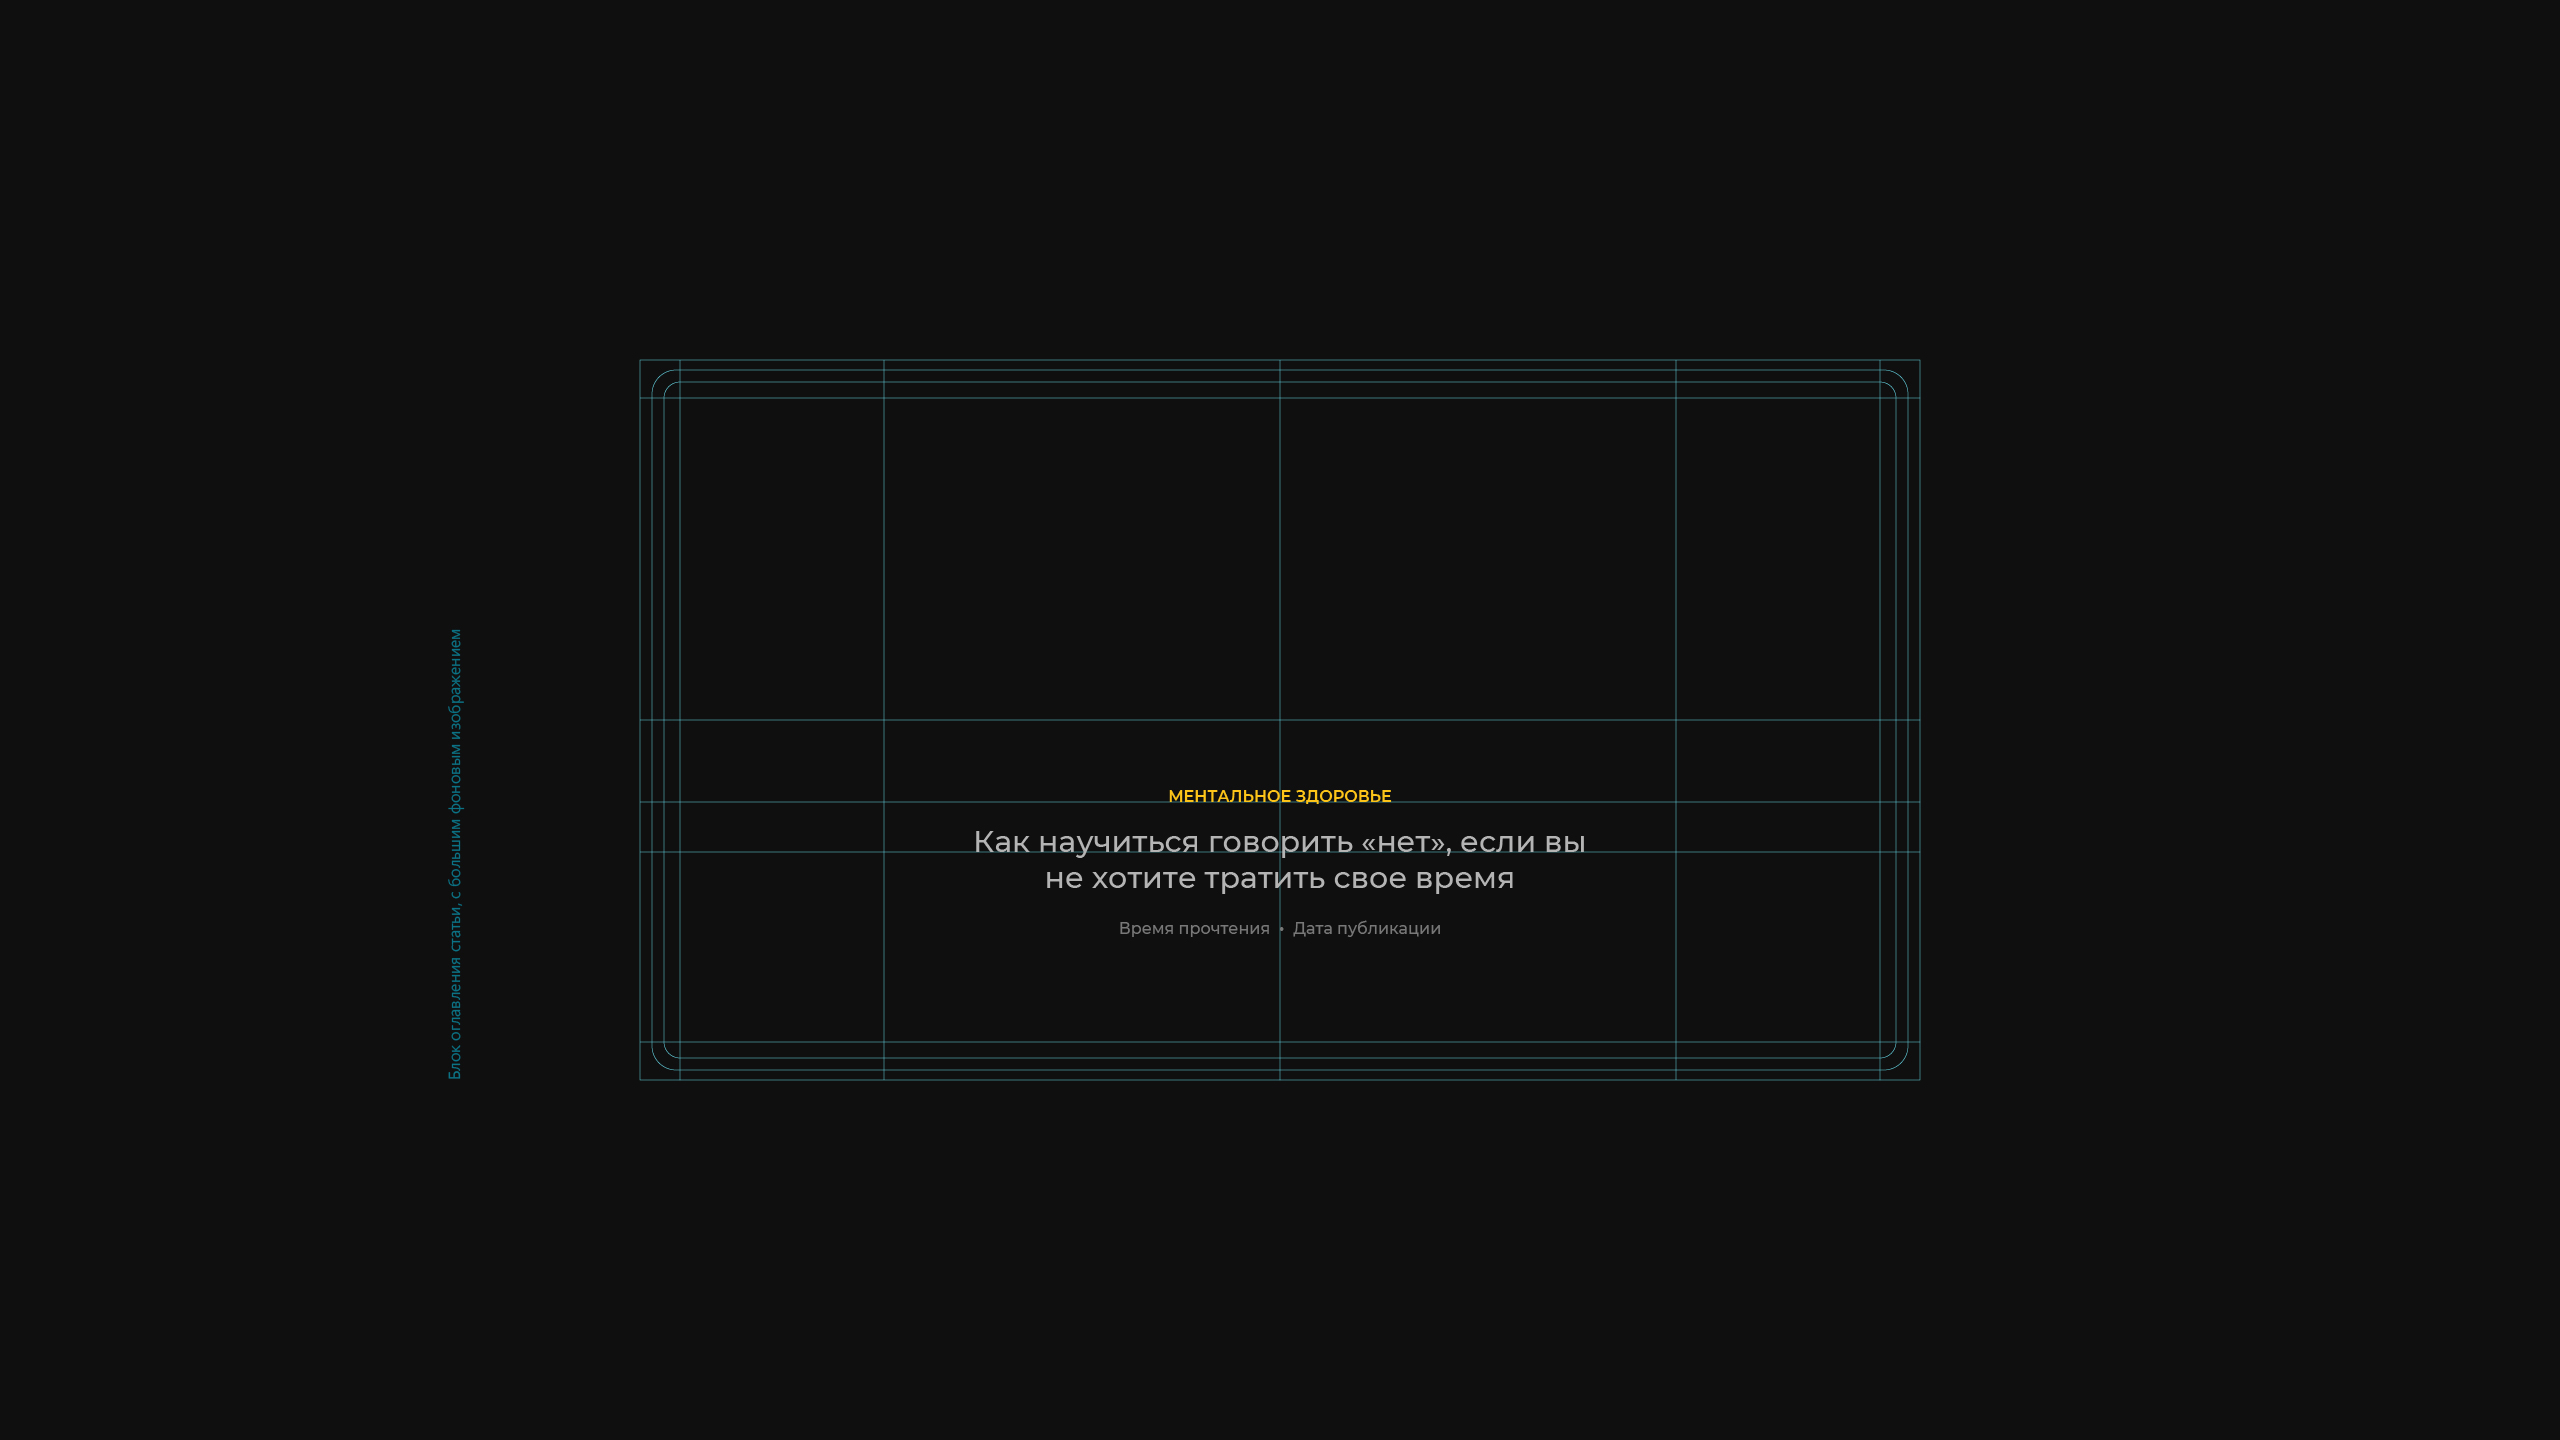 МЕНТАЛЬНОЕ ЗДОРОВЬЕ
Как научиться говорить «нет», если вы
не хотите тратить свое время
Время прочтения • Дата публикации
Блок оглавления статьи, с большим фоновым изображением